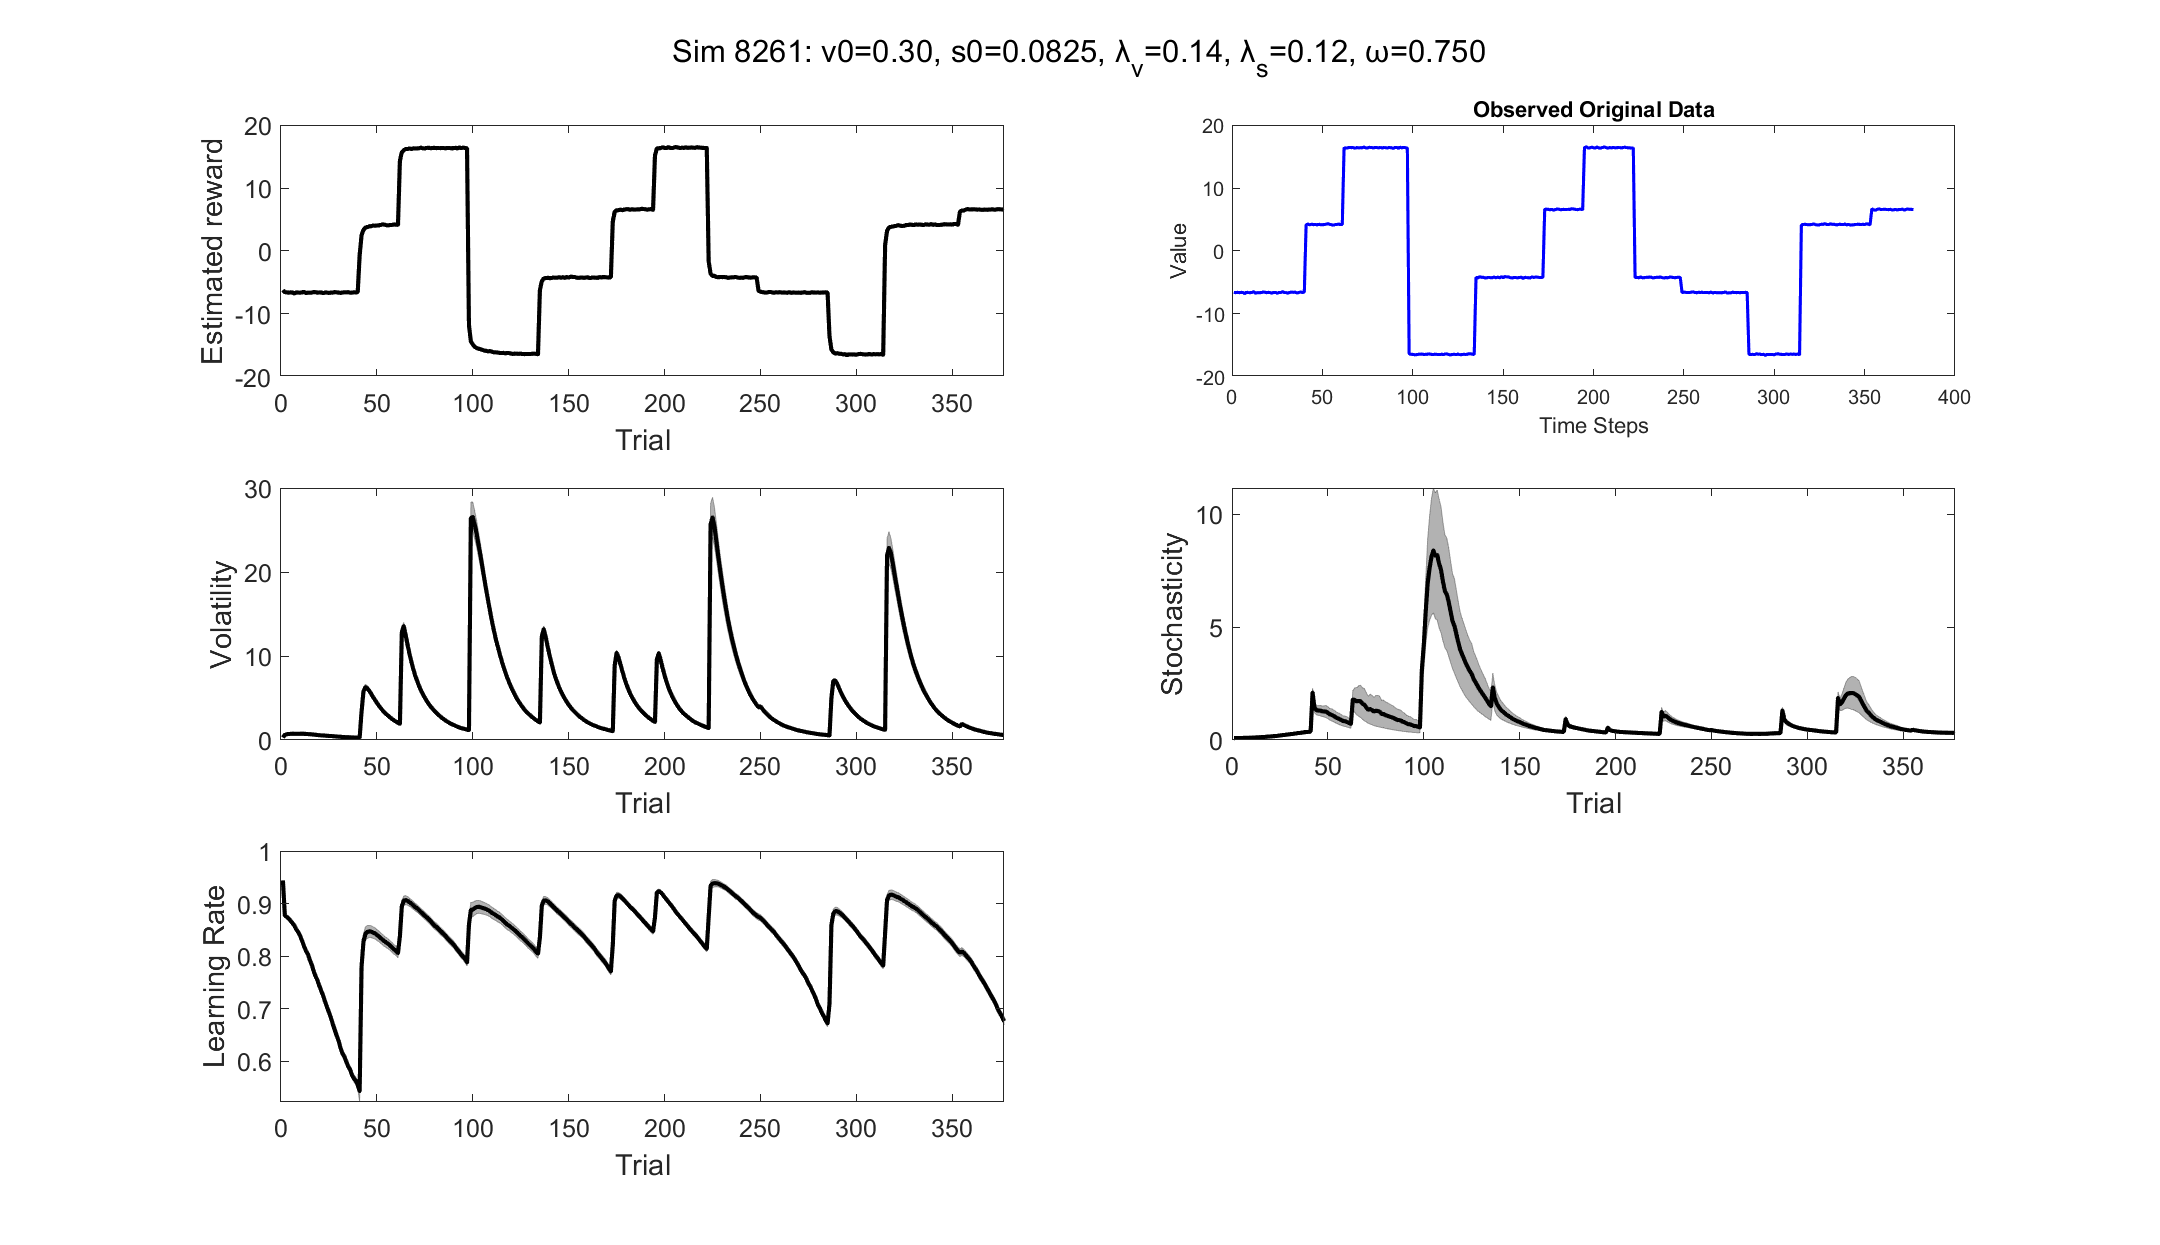 Sim 8261: v0=0.30, s0=0.0825, λ_v=0.14, λ_s=0.12, ω=0.750
20
10
0
-10
-20
Estimated reward
0 50 100 150 200 250 300 350
Trial
Observed Original Data
20
10
0
-10
-20
Value
0 50 100 150 200 250 300 350 400
Time Steps
30
20
10
0
Volatility
0 50 100 150 200 250 300 350
Trial
10
5
0
Stochasticity
0 50 100 150 200 250 300 350
Trial
1
0.9
0.8
0.7
0.6
Learning Rate
0 50 100 150 200 250 300 350
Trial